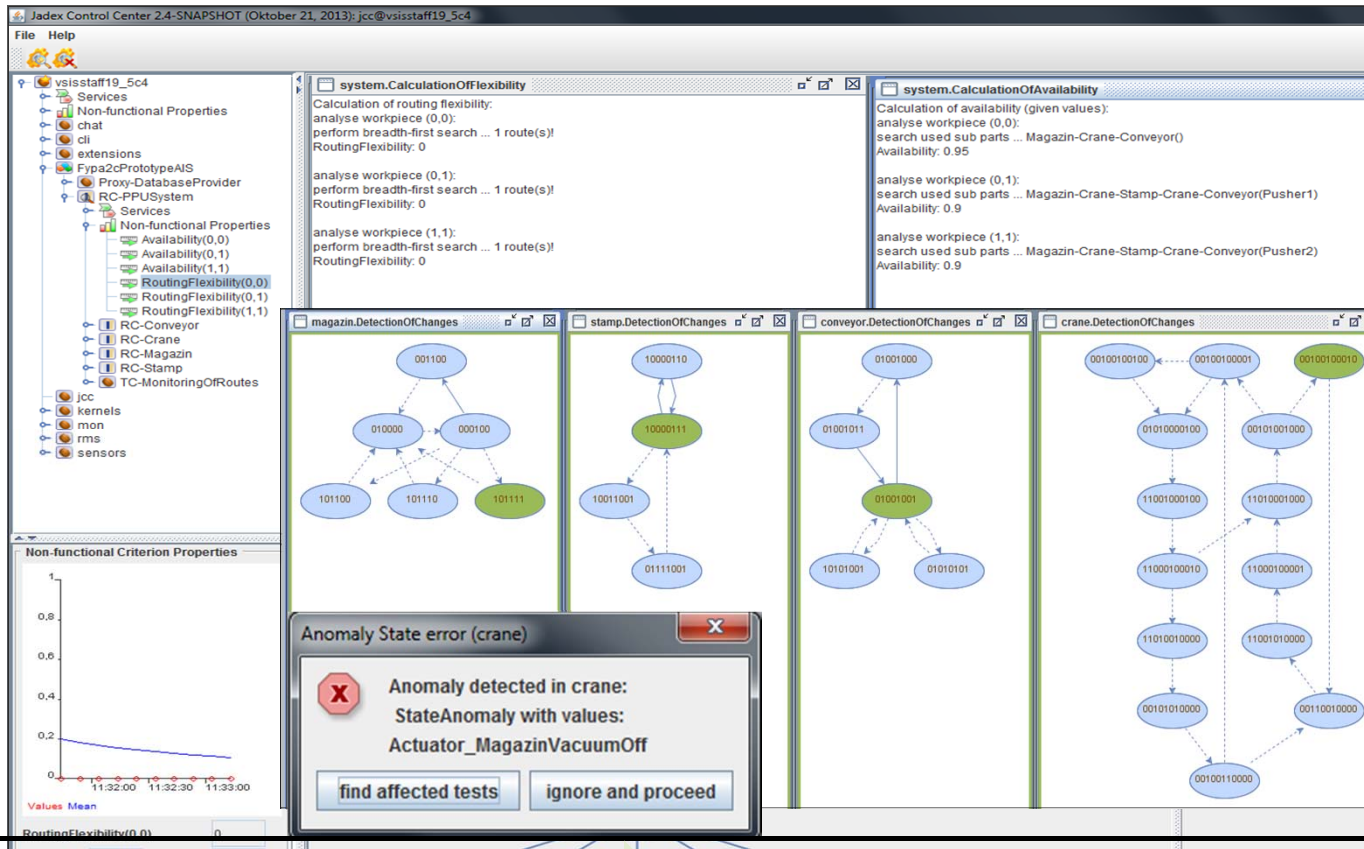 Jadex Control Center 2.4-SNAPSHOT (Oktober 21, 2013): jcc@vsisstaff19_5c4
File Help
vsisstaff19_5c4
Services
Non-functional Properties
chat
cli
extensions
Fypa2cPrototypeAIS
Proxy-DatabaseProvider
RC-PPUSystem
Services
Non-functional Properties
Availability(0,0)
Availability(0,1)
Availability(1,1)
RoutingFlexibility(0,0)
RoutingFlexibility(0,1)
RoutingFlexibility(1,1)
RC-Conveyor
RC-Crane
RC-Magazin
RC-Stamp
TC-MonitoringOfRoutes
jcc
kernels
mon
rms
sensors
system.CalculationOfFlexibility
Calculation of routing flexibility:
analyse workpiece (0,0):
perform breadth-first search ... 1 route(s)!
RoutingFlexibility: 0
analyse workpiece (0,1):
perform breadth-first search ... 1 route(s)!
RoutingFlexibility: 0
analyse workpiece (1,1):
perform breadth-first search ... 1 route(s)!
RoutingFlexibility: 0
system.CalculationOfAvailability
Calculation of availability (given values):
analyse workpiece (0,0):
search used sub parts ... Magazin-Crane-Conveyor()
Availability: 0.95
analyse workpiece (0,1):
search used sub parts ... Magazin-Crane-Stamp-Crane-Conveyor(Pusher1)
Availability: 0.9
analyse workpiece (1,1):
search used sub parts ... Magazin-Crane-Stamp-Crane-Conveyor(Pusher2)
Availability: 0.9
magazin.DetectionOfChanges
001100
010000 000100
101100 101110 101111
stamp.DetectionOfChanges
10000110
10000111
10011001
01111001
conveyor.DetectionOfChanges
01001000
01001011
01001001
10101001 01010101
crane.DetectionOfChanges
00100100100 00100100001 00100100010
01010000100 00101001000
11001000100 11010001000
11000100010 11000100001
11010010000 11001010000
00101010000 00110010000
00100110000
Non-functional Criterion Properties
1
0,8
0,6
0,4
0,2
0
11:32:00 11:32:30 11:33:00
Values Mean
RoutingFlexibility(0,0) 0
Anomaly State error (crane)
Anomaly detected in crane:
StateAnomaly with values:
Actuator_MagazinVacuumOff
find affected tests ignore and proceed